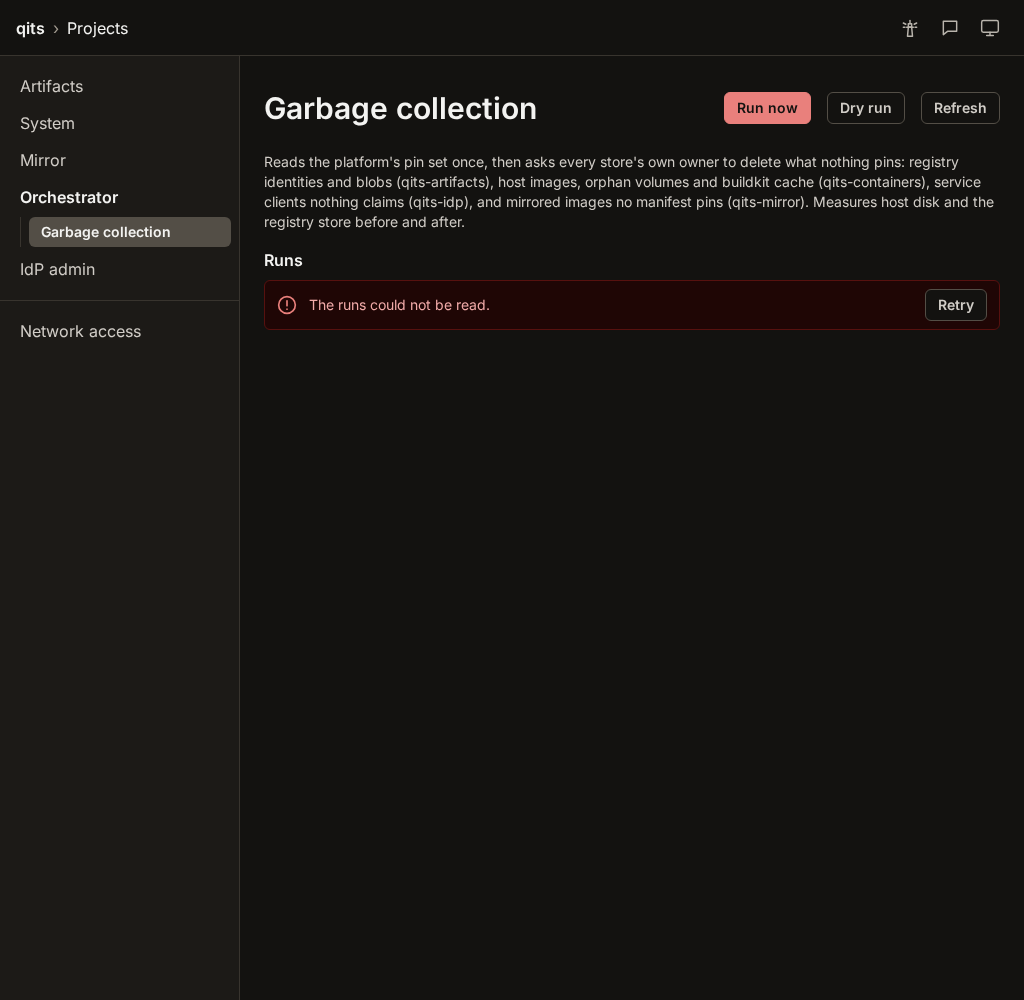 qits › Projects
Artifacts
System
Mirror
Orchestrator
Garbage collection
IdP admin
Network access
Garbage collection
Run now
Dry run
Refresh
Reads the platform's pin set once, then asks every store's own owner to delete what nothing pins: registry
identities and blobs (qits-artifacts), host images, orphan volumes and buildkit cache (qits-containers), service
clients nothing claims (qits-idp), and mirrored images no manifest pins (qits-mirror). Measures host disk and the
registry store before and after.
Runs
The runs could not be read.
Retry